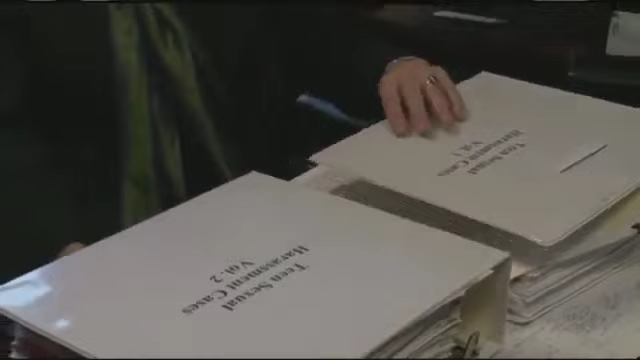 Teen Sexual
Harassment Cases
Vol. 1
Teen Sexual
Harassment Cases
Vol. 2